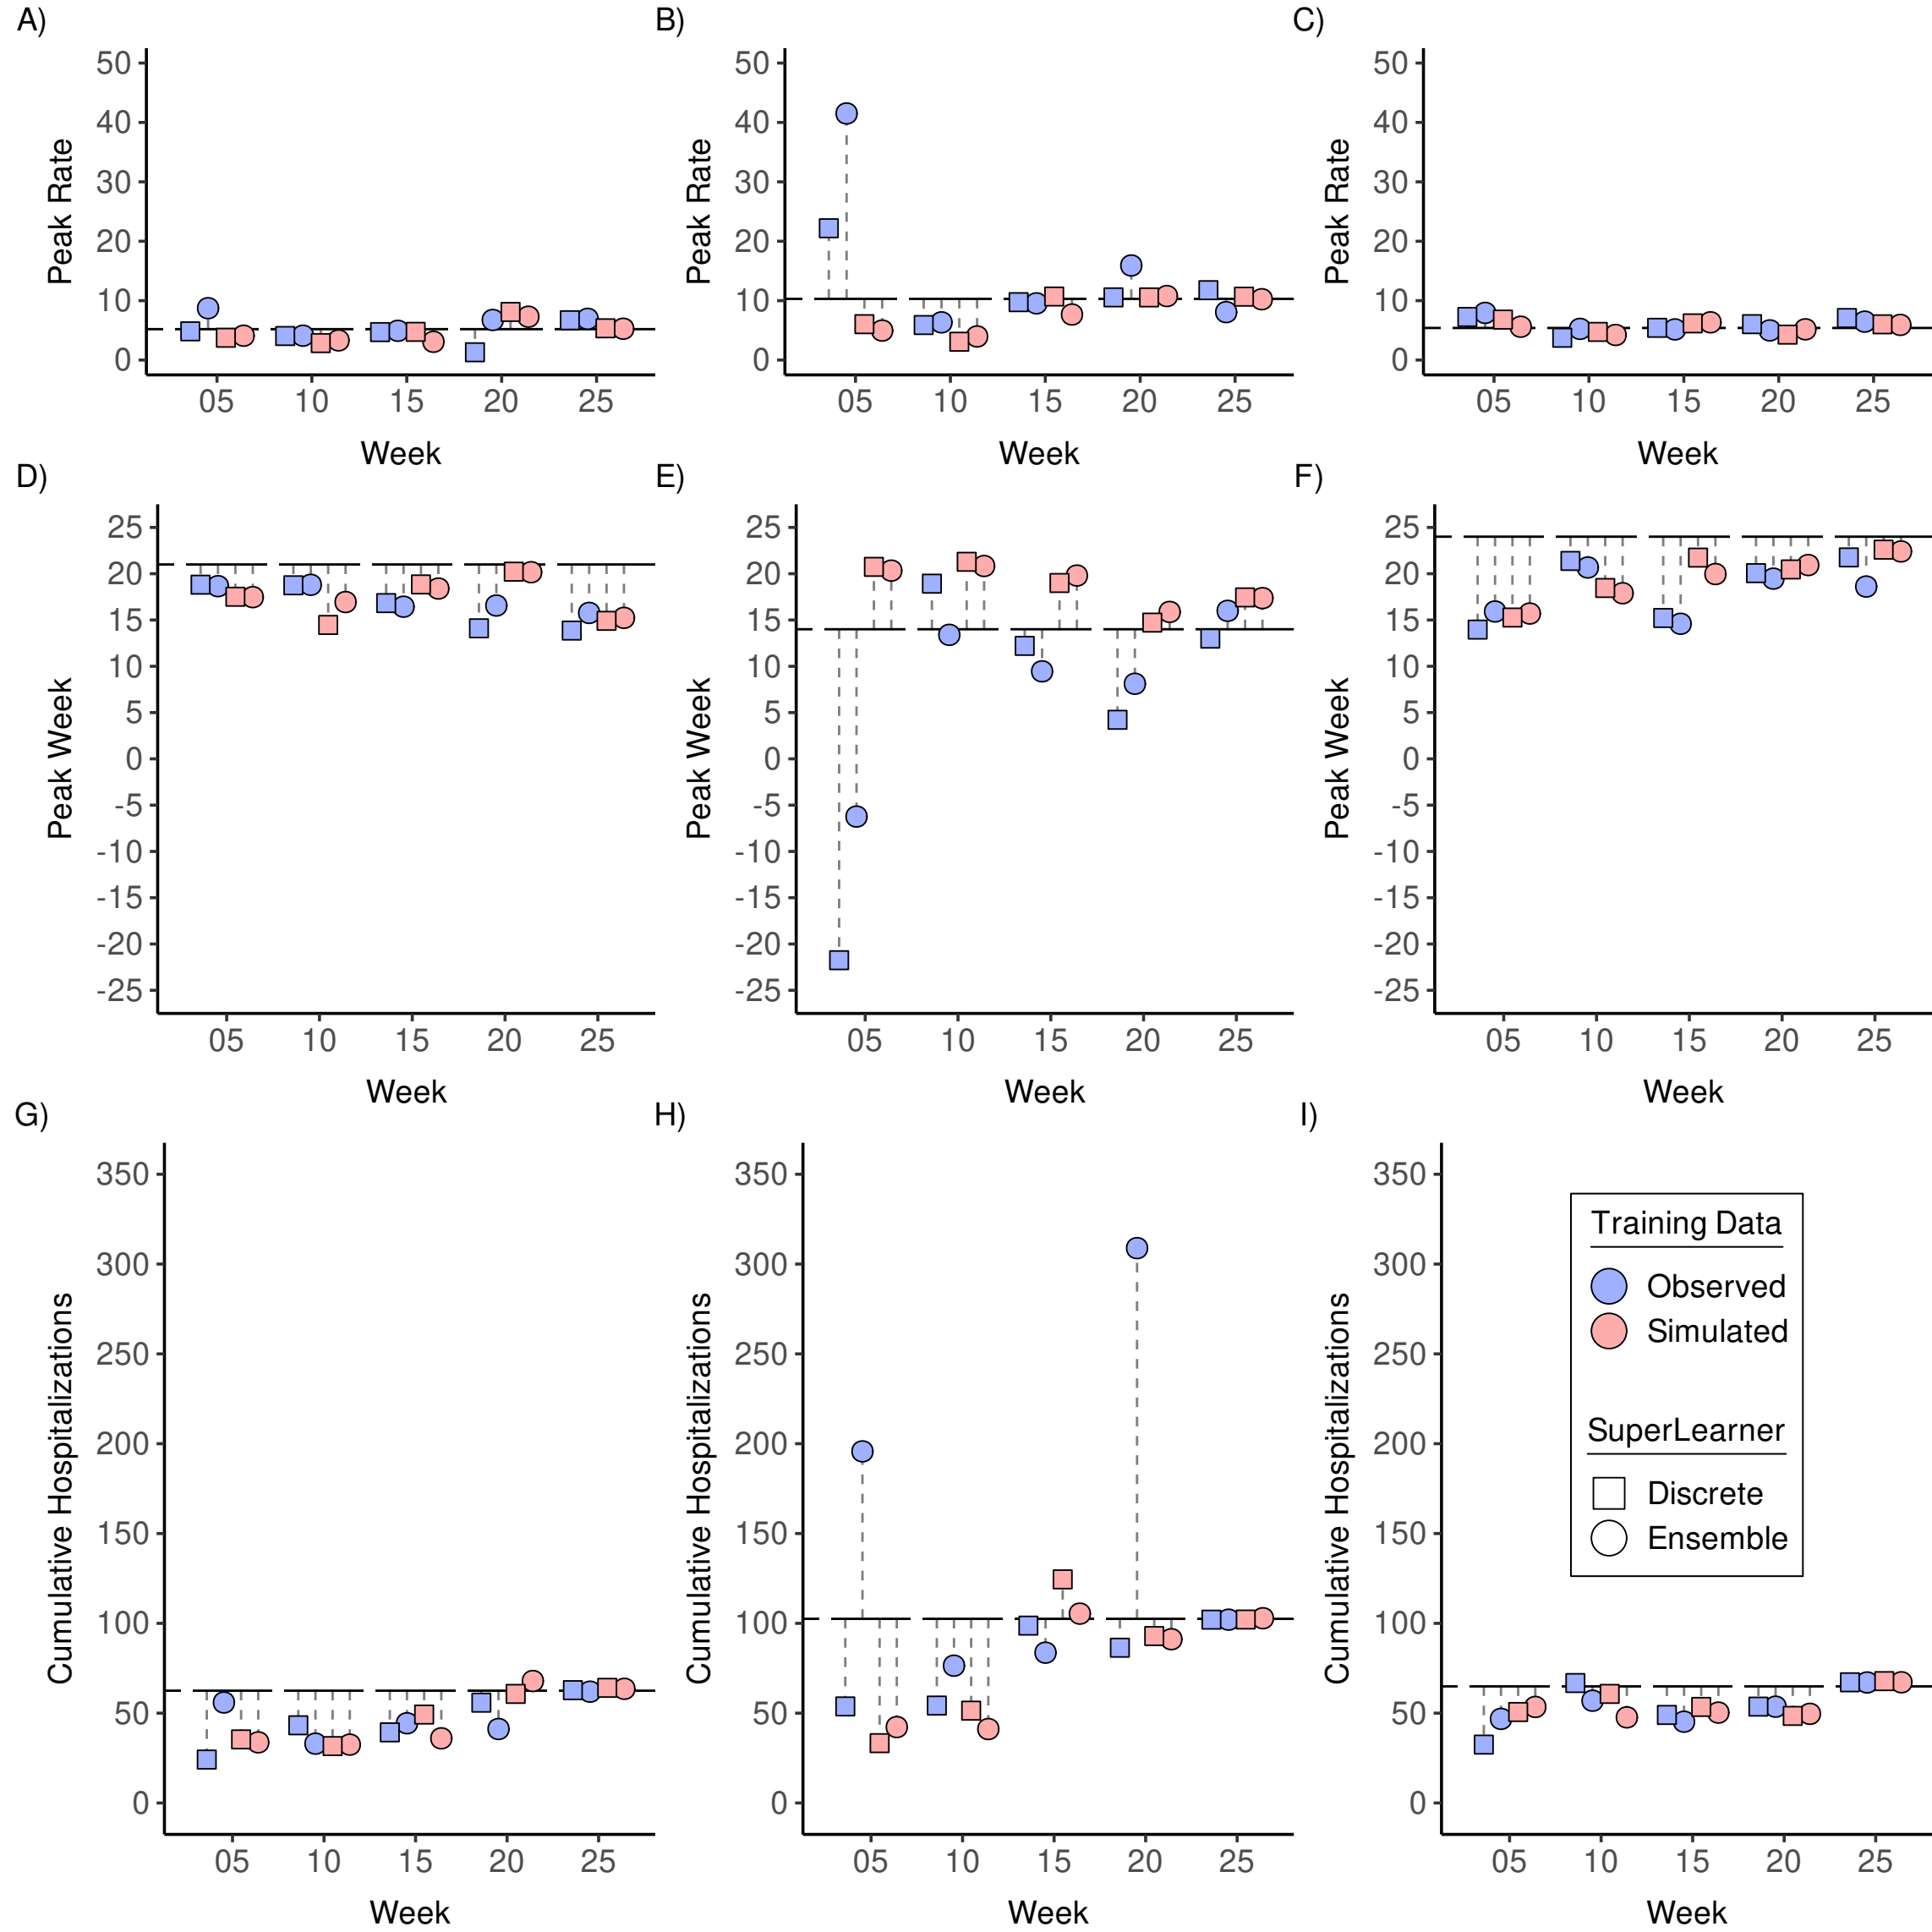 A)
B)
C)
Peak Rate
50
40
30
20
10
0
05 10 15 20 25
Week
Peak Rate
50
40
30
20
10
0
05 10 15 20 25
Week
Peak Rate
50
40
30
20
10
0
05 10 15 20 25
Week
D)
E)
F)
Peak Week
25
20
15
10
5
0
-5
-10
-15
-20
-25
05 10 15 20 25
Week
Peak Week
25
20
15
10
5
0
-5
-10
-15
-20
-25
05 10 15 20 25
Week
Peak Week
25
20
15
10
5
0
-5
-10
-15
-20
-25
05 10 15 20 25
Week
G)
H)
I)
Cumulative Hospitalizations
350
300
250
200
150
100
50
0
05 10 15 20 25
Week
Cumulative Hospitalizations
350
300
250
200
150
100
50
0
05 10 15 20 25
Week
Cumulative Hospitalizations
350
300
250
200
150
100
50
0
05 10 15 20 25
Week
Training Data
Observed
Simulated
SuperLearner
Discrete
Ensemble